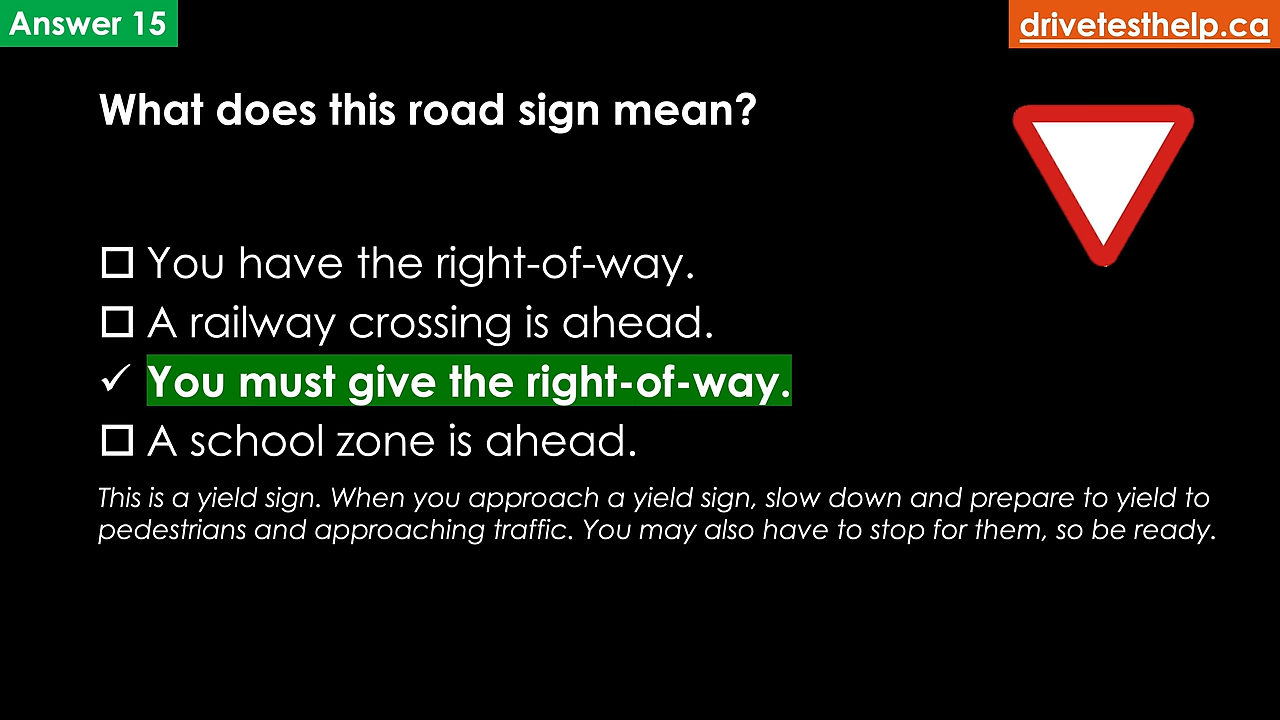 Answer 15
drivetesthelp.ca
What does this road sign mean?
You have the right-of-way.
A railway crossing is ahead.
You must give the right-of-way.
A school zone is ahead.
This is a yield sign. When you approach a yield sign, slow down and prepare to yield to
pedestrians and approaching traffic. You may also have to stop for them, so be ready.